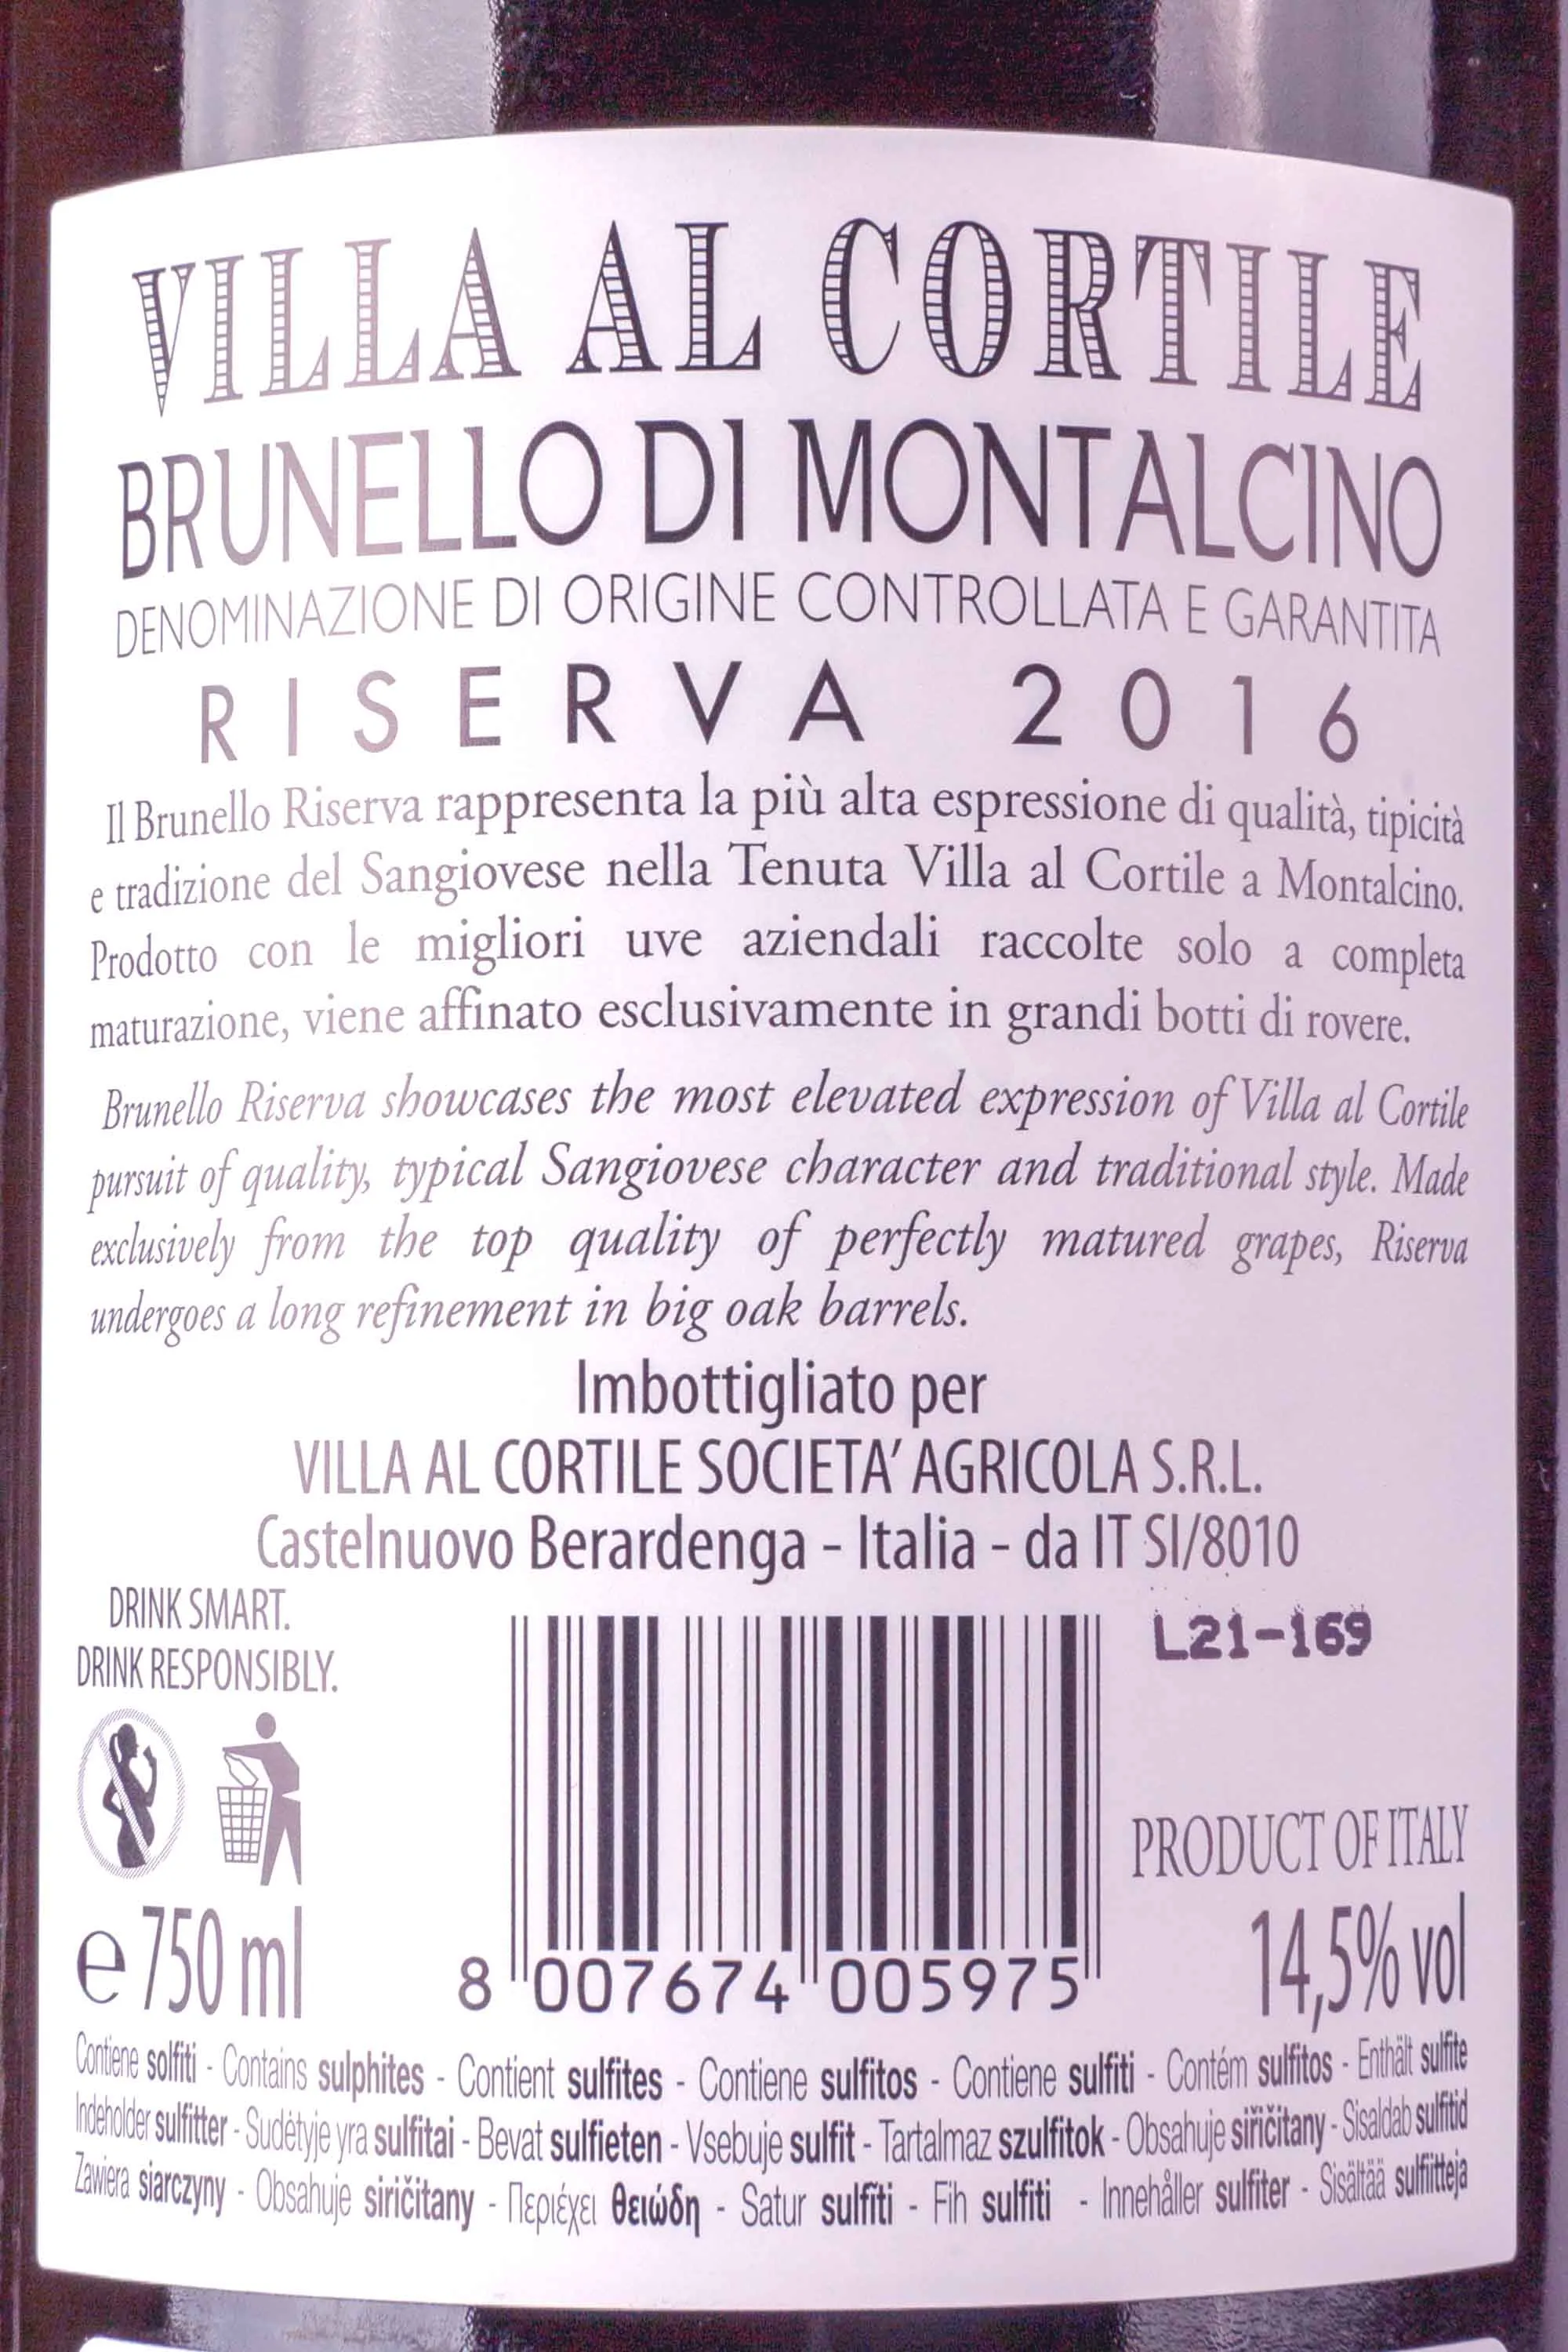 VILLA AL CORTILE
BRUNELLO DI MONTALCINO
DENOMINAZIONE DI ORIGINE CONTROLLATA E GARANTITA
RISERVA 2016
Il Brunello Riserva rappresenta la più alta espressione di qualità, tipicità
e tradizione del Sangiovese nella Tenuta Villa al Cortile a Montalcino.
Prodotto con le migliori uve aziendali raccolte solo a completa
maturazione, viene affinato esclusivamente in grandi botti di rovere.
Brunello Riserva showcases the most elevated expression of Villa al Cortile
pursuit of quality, typical Sangiovese character and traditional style. Made
exclusively from the top quality of perfectly matured grapes, Riserva
undergoes a long refinement in big oak barrels.
Imbottigliato per
VILLA AL CORTILE SOCIETA' AGRICOLA S.R.L.
Castelnuovo Berardenga - Italia - da IT SI/8010
DRINK SMART.
DRINK RESPONSIBLY.
L21-169
PRODUCT OF ITALY
e 750 ml
8 007674 005975
14,5% vol
Contiene solfiti - Contains sulphites - Contient sulfites - Contiene sulfitos - Contiene sulfiti - Contém sulfitos - Enthält sulfite
Indeholder sulfitter - Sudėtyje yra sulfitai - Bevat sulfieten - Vsebuje sulfit - Tartalmaz szulfitok - Obsahuje siřičitany - Sisaldab sulfitid
Zawiera siarczyny - Obsahuje siričitany - Περιέχει θειώδη - Satur sulfīti - Fih sulfiti - Innehåller sulfiter - Sisältää sulfiitteja